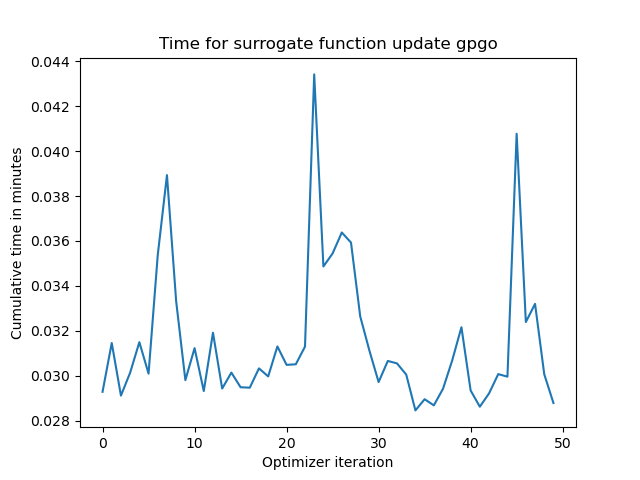 Time for surrogate function update gpgo
Cumulative time in minutes
0.044
0.042
0.040
0.038
0.036
0.034
0.032
0.030
0.028
0 10 20 30 40 50
Optimizer iteration